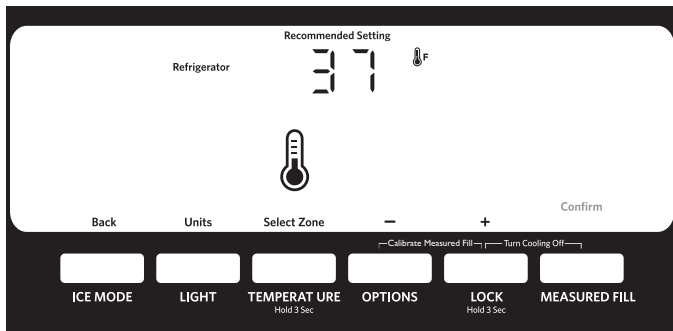 Recommended Setting
Refrigerator 37 F
Confirm
Back Units Select Zone − +
Calibrate Measured Fill Turn Cooling Off
ICE MODE LIGHT TEMPERAT URE OPTIONS LOCK MEASURED FILL
Hold 3 Sec Hold 3 Sec